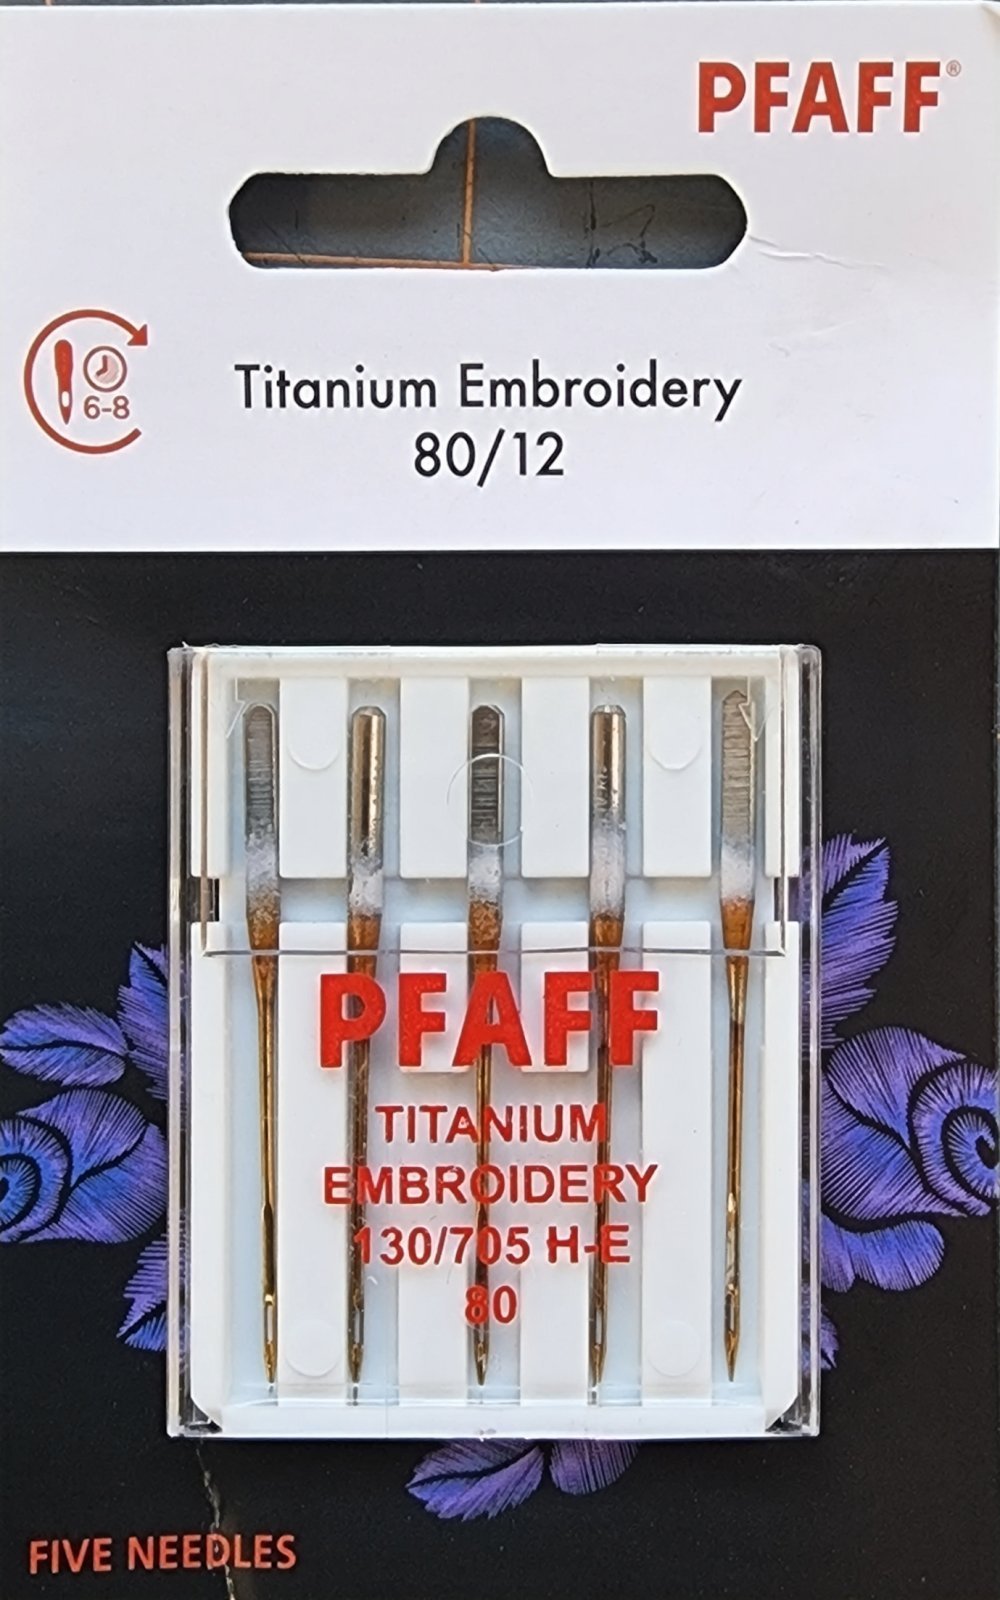 PFAFF®
6-8
Titanium Embroidery
80/12
PFAFF
TITANIUM
EMBROIDERY
130/705 H-E
80
FIVE NEEDLES